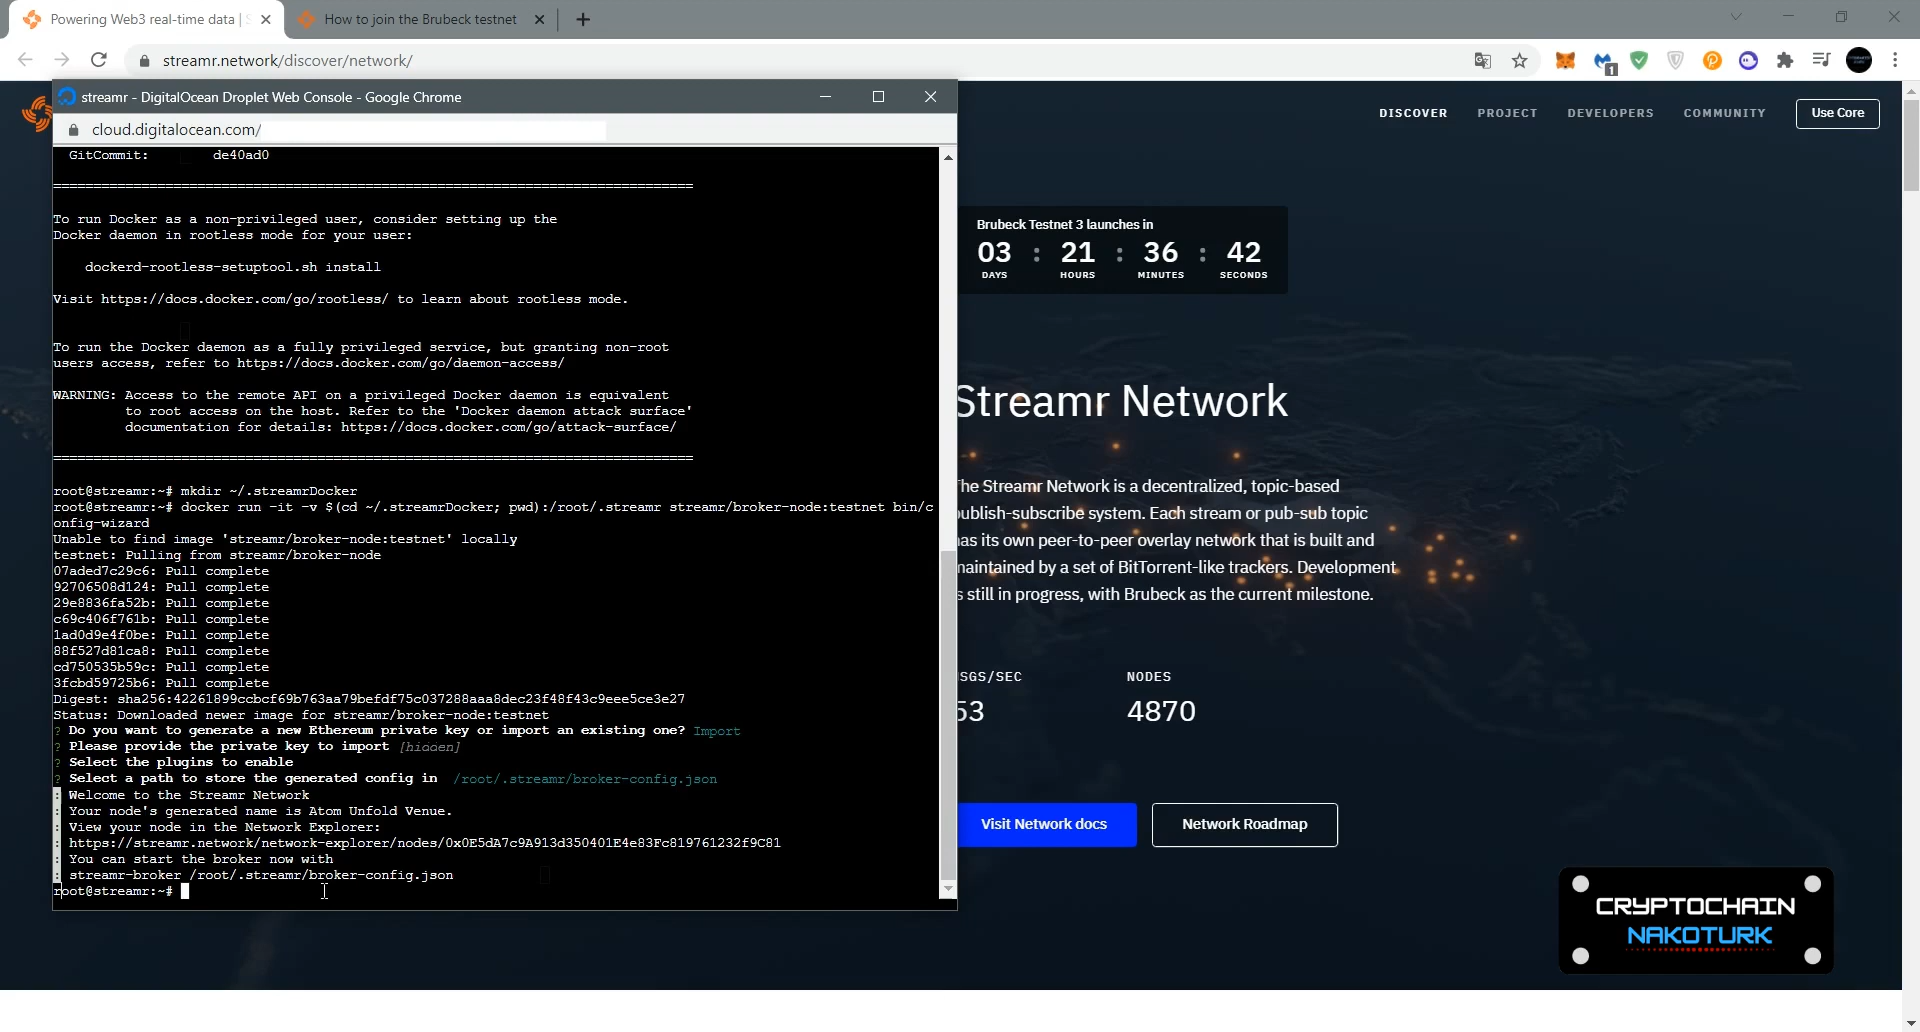 Powering Web3 real-time data |
How to join the Brubeck testnet
streamr.network/discover/network/
1
streamr - DigitalOcean Droplet Web Console - Google Chrome
cloud.digitalocean.com/
GitCommit: de40ad0
================================================================================
To run Docker as a non-privileged user, consider setting up the
Docker daemon in rootless mode for your user:
dockerd-rootless-setuptool.sh install
Visit https://docs.docker.com/go/rootless/ to learn about rootless mode.
To run the Docker daemon as a fully privileged service, but granting non-root
users access, refer to https://docs.docker.com/go/daemon-access/
WARNING: Access to the remote API on a privileged Docker daemon is equivalent
to root access on the host. Refer to the 'Docker daemon attack surface'
documentation for details: https://docs.docker.com/go/attack-surface/
================================================================================
root@streamr:~# mkdir ~/.streamrDocker
root@streamr:~# docker run -it -v $(cd ~/.streamrDocker; pwd):/root/.streamr streamr/broker-node:testnet bin/c
onfig-wizard
Unable to find image 'streamr/broker-node:testnet' locally
testnet: Pulling from streamr/broker-node
07aded7c29c6: Pull complete
92706508d124: Pull complete
29e8836fa52b: Pull complete
c69c406f761b: Pull complete
1ad0d9e4f0be: Pull complete
88f527d81ca8: Pull complete
cd750535b59c: Pull complete
3fcbd59725b6: Pull complete
Digest: sha256:42261899ccbcf69b763aa79befdf75c037288aaa8dec23f48f43c9eee5ce3e27
Status: Downloaded newer image for streamr/broker-node:testnet
? Do you want to generate a new Ethereum private key or import an existing one? Import
? Please provide the private key to import [hidden]
? Select the plugins to enable
? Select a path to store the generated config in /root/.streamr/broker-config.json
: Welcome to the Streamr Network
: Your node's generated name is Atom Unfold Venue.
: View your node in the Network Explorer:
: https://streamr.network/network-explorer/nodes/0x0E5dA7c9A913d350401E4e83Fc819761232f9C81
: You can start the broker now with
: streamr-broker /root/.streamr/broker-config.json
root@streamr:~#
DISCOVER PROJECT DEVELOPERS COMMUNITY Use Core
Brubeck Testnet 3 launches in
03 : 21 : 36 : 42
DAYS HOURS MINUTES SECONDS
Streamr Network
The Streamr Network is a decentralized, topic-based
publish-subscribe system. Each stream or pub-sub topic
has its own peer-to-peer overlay network that is built and
maintained by a set of BitTorrent-like trackers. Development
is still in progress, with Brubeck as the current milestone.
SGS/SEC NODES
53 4870
Visit Network docs Network Roadmap
CRYPTOCHAIN
NAKOTURK